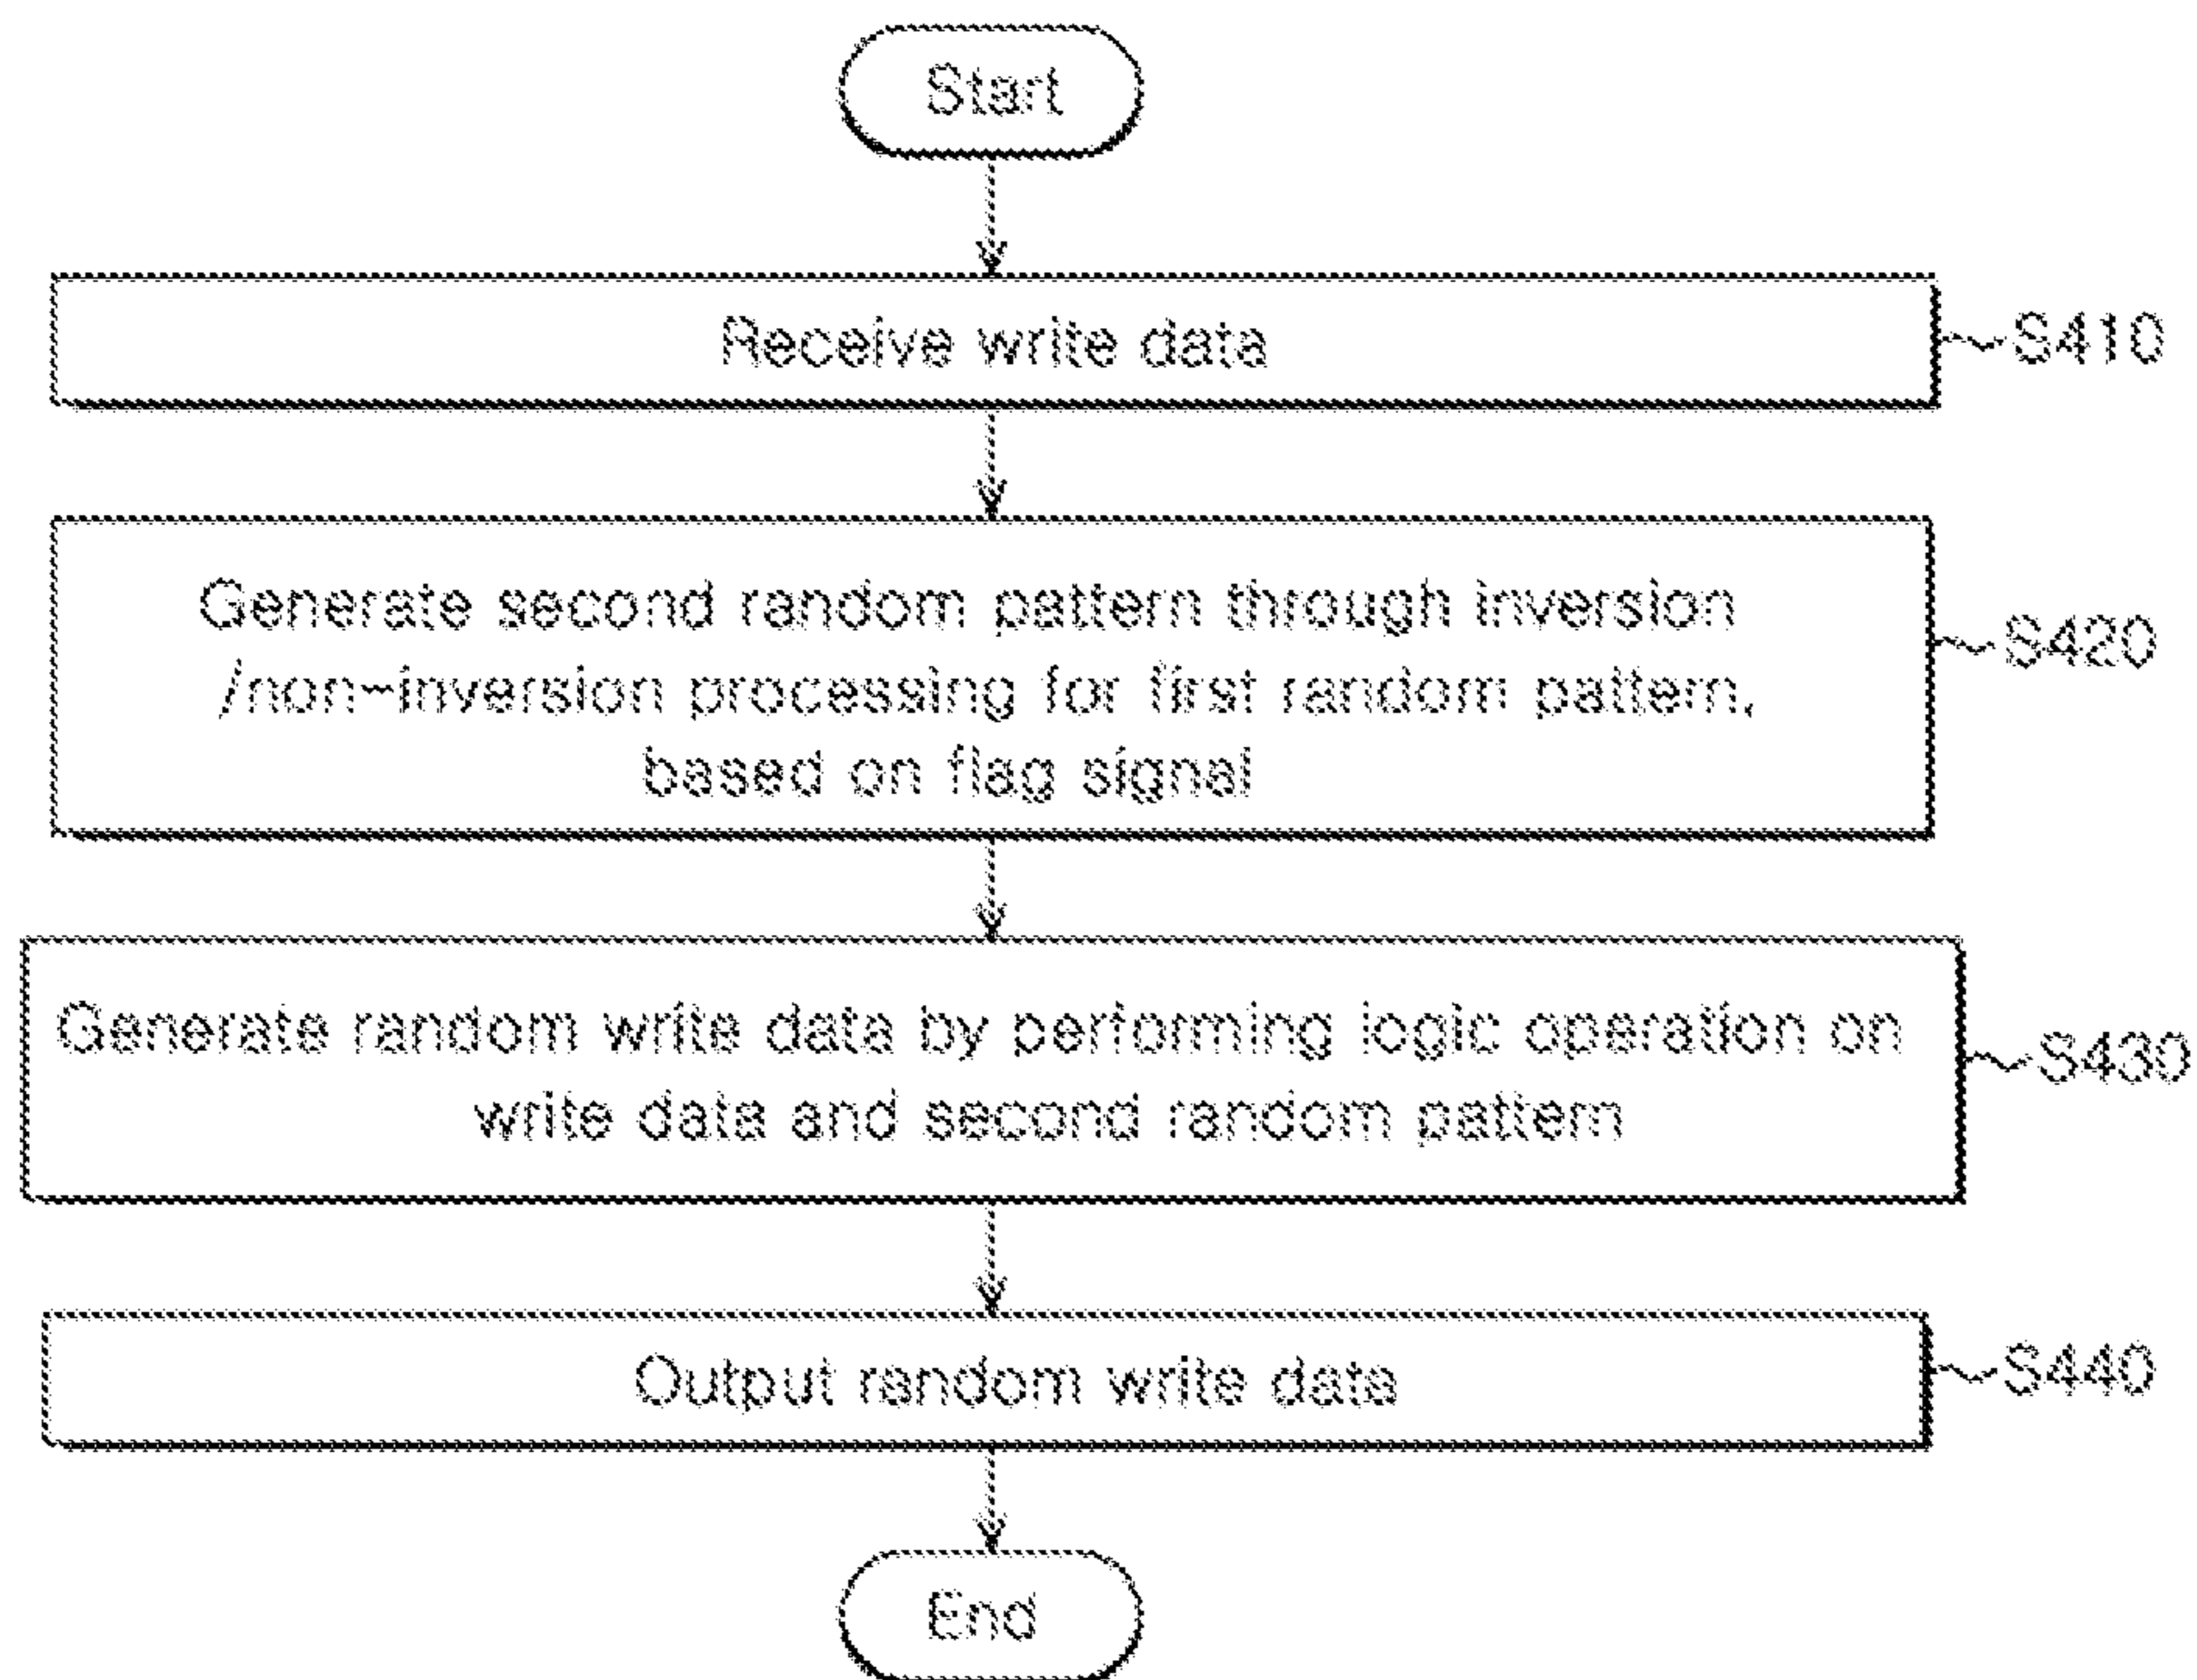 Start
Receive write data
S410
Generate second random pattern through inversion
/non-inversion processing for first random pattern,
based on flag signal
S420
Generate random write data by performing logic operation on
write data and second random pattern
S430
Output random write data
S440
End